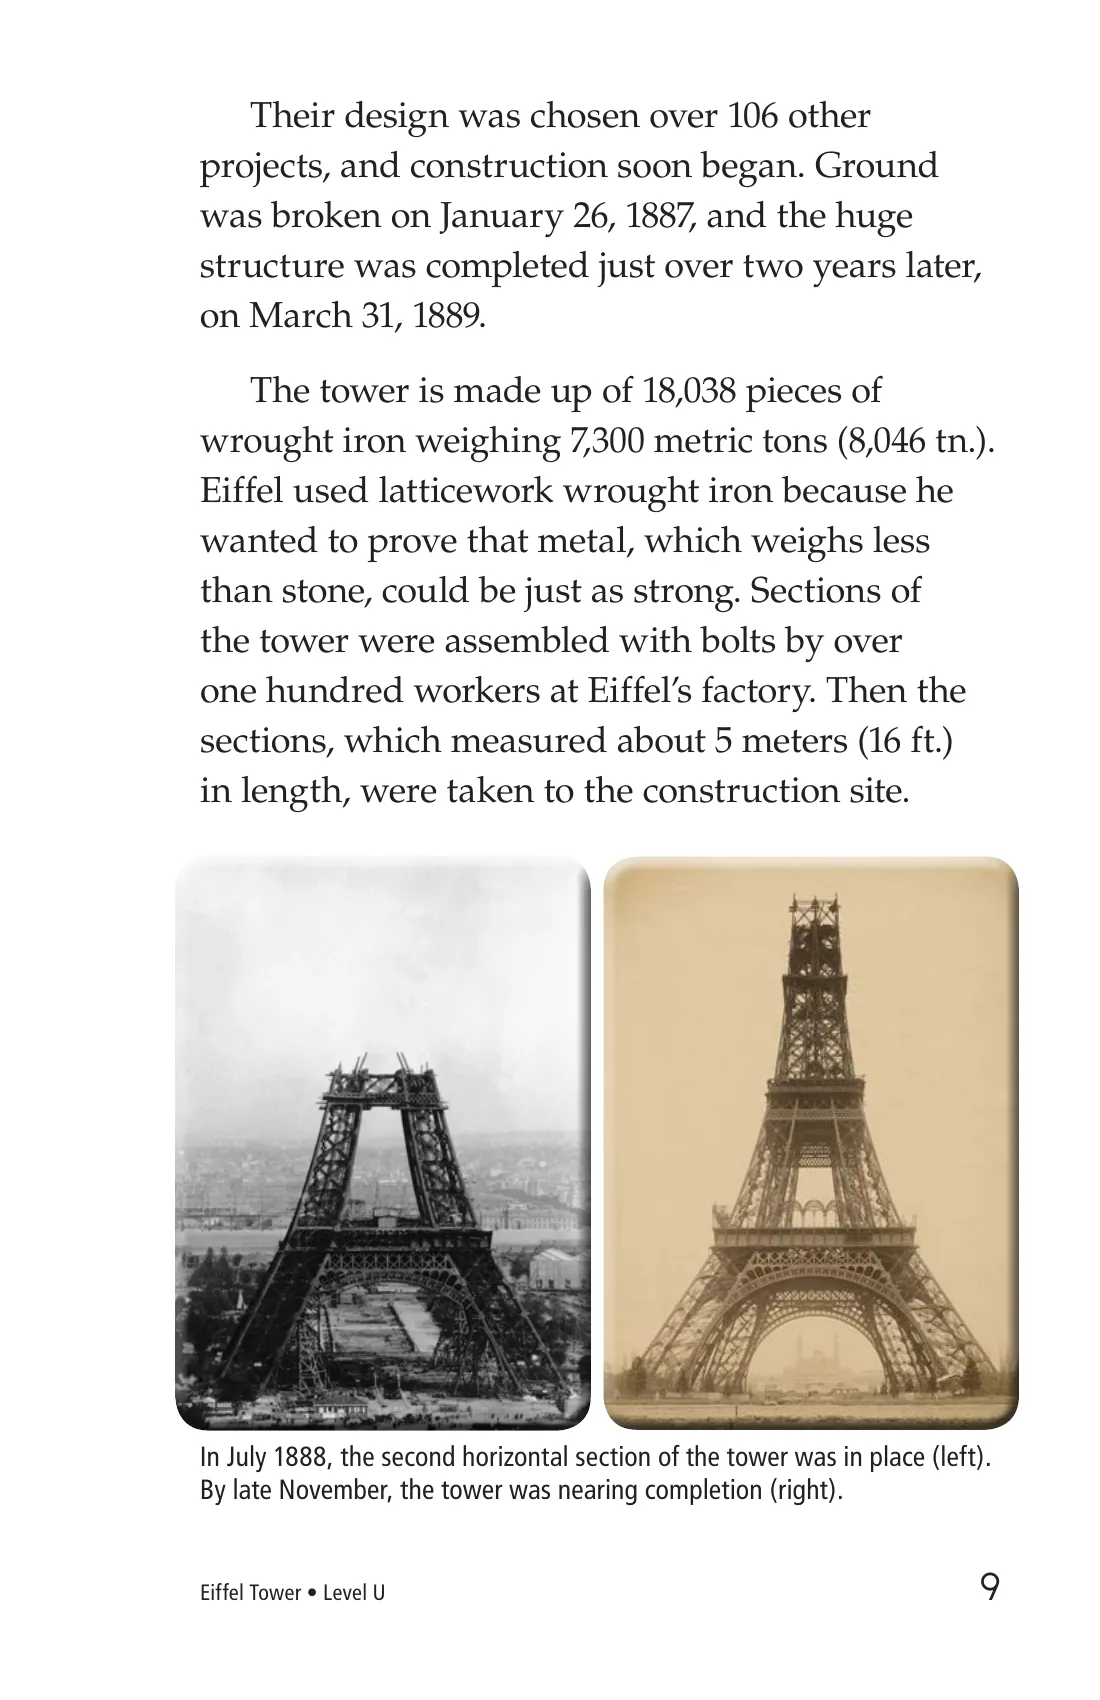 Their design was chosen over 106 other
projects, and construction soon began. Ground
was broken on January 26, 1887, and the huge
structure was completed just over two years later,
on March 31, 1889.
The tower is made up of 18,038 pieces of
wrought iron weighing 7,300 metric tons (8,046 tn.).
Eiffel used latticework wrought iron because he
wanted to prove that metal, which weighs less
than stone, could be just as strong. Sections of
the tower were assembled with bolts by over
one hundred workers at Eiffel’s factory. Then the
sections, which measured about 5 meters (16 ft.)
in length, were taken to the construction site.
In July 1888, the second horizontal section of the tower was in place (left).
By late November, the tower was nearing completion (right).
Eiffel Tower • Level U 9